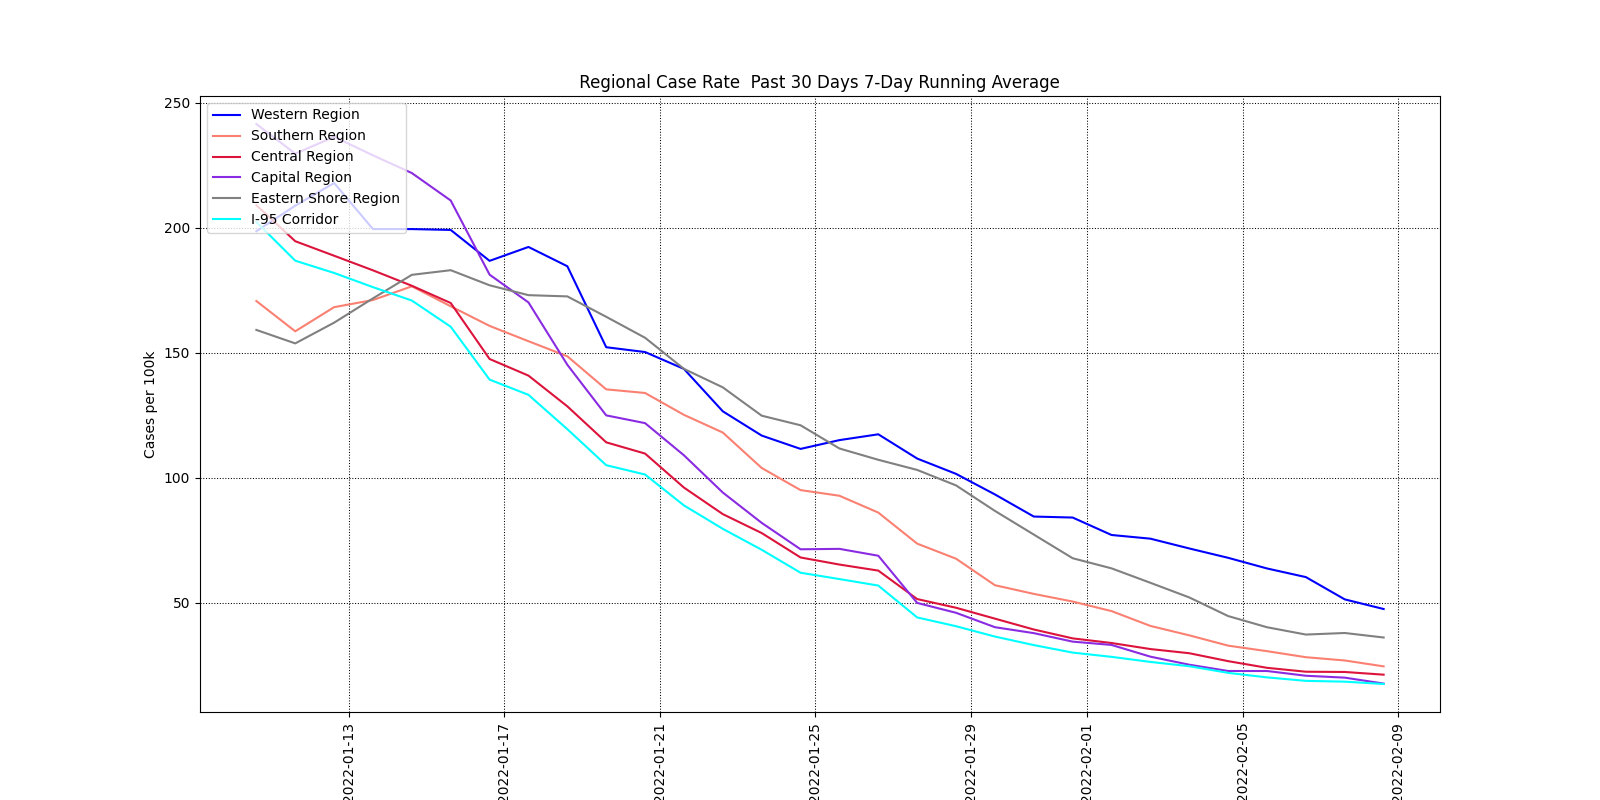 Regional Case Rate  Past 30 Days 7-Day Running Average
250
200
150
100
50
Cases per 100k
Western Region
Southern Region
Central Region
Capital Region
Eastern Shore Region
I-95 Corridor
2022-01-13
2022-01-17
2022-01-21
2022-01-25
2022-01-29
2022-02-01
2022-02-05
2022-02-09